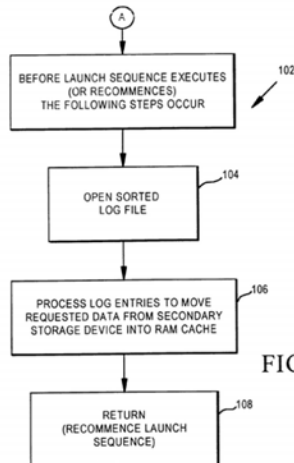 A
BEFORE LAUNCH SEQUENCE EXECUTES
(OR RECOMMENCES)
THE FOLLOWING STEPS OCCUR
102
104
OPEN SORTED
LOG FILE
106
PROCESS LOG ENTRIES TO MOVE
REQUESTED DATA FROM SECONDARY
STORAGE DEVICE INTO RAM CACHE
FIG
108
RETURN
(RECOMMENCE LAUNCH
SEQUENCE)